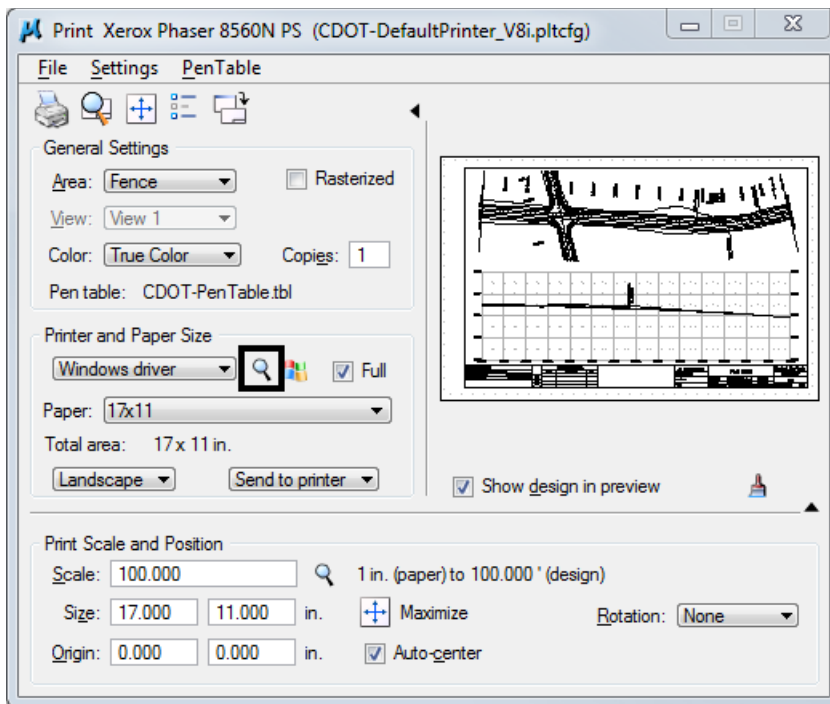 Print Xerox Phaser 8560N PS (CDOT-DefaultPrinter_V8i.pltcfg)
File Settings PenTable
General Settings
Area: Fence Rasterized
View: View 1
Color: True Color Copies: 1
Pen table: CDOT-PenTable.tbl
Printer and Paper Size
Windows driver Full
Paper: 17x11
Total area: 17 x 11 in.
Landscape Send to printer
Show design in preview
Print Scale and Position
Scale: 100.000 1 in. (paper) to 100.000 ' (design)
Size: 17.000 11.000 in. Maximize Rotation: None
Origin: 0.000 0.000 in. Auto-center